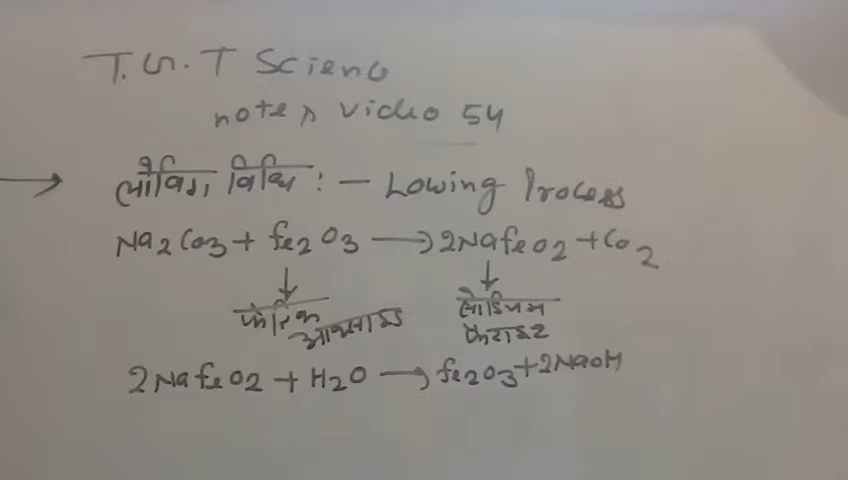 T.G.T Science
notes video 54
→ लोविंग विधि :- Lowing Process
Na2Co3 + fe2O3 → 2NafeO2 + Co2
↓ ↓
फेरिक आक्साइड सोडियम फेराइट
2NafeO2 + H2O → fe2O3 + 2NaOH